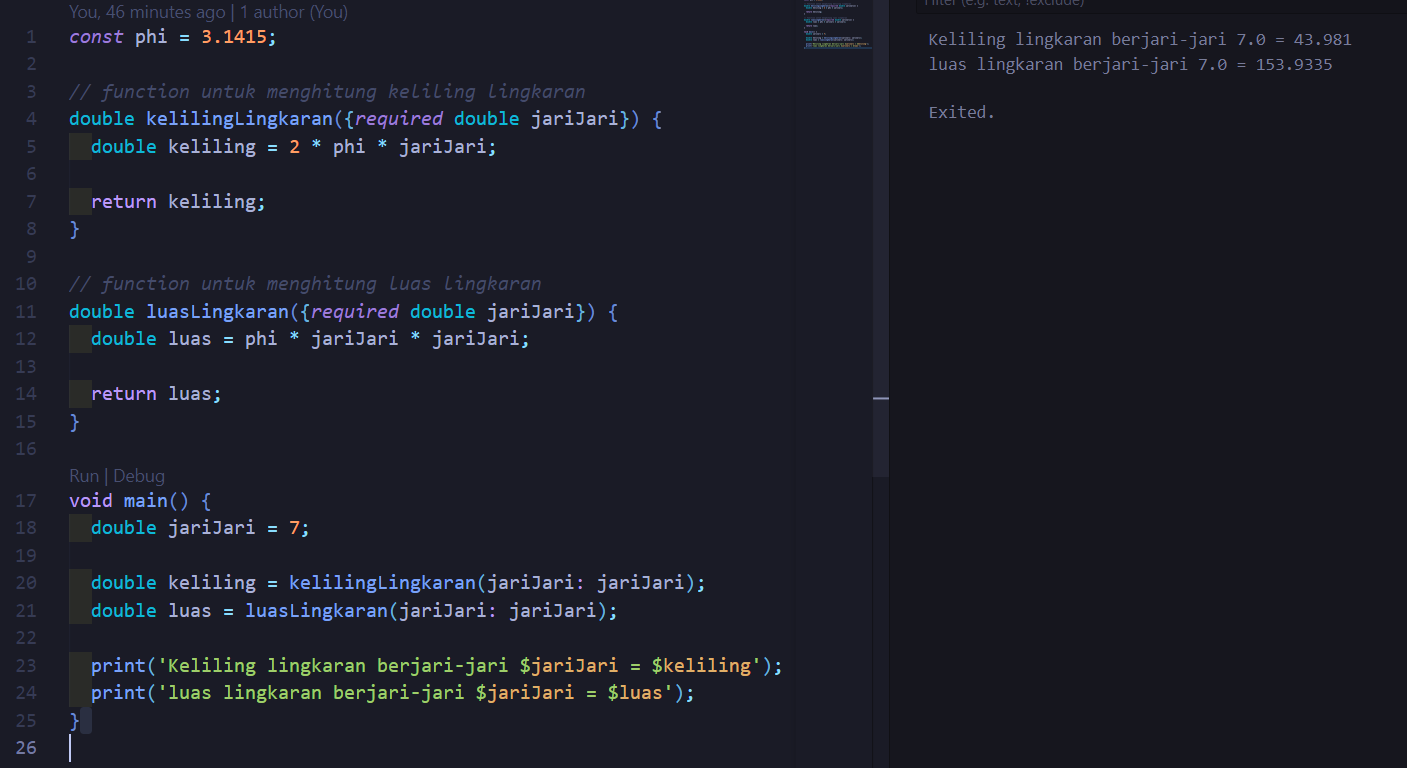 You, 46 minutes ago | 1 author (You)
1 const phi = 3.1415;
2
3 // function untuk menghitung keliling lingkaran
4 double kelilingLingkaran({required double jariJari}) {
5   double keliling = 2 * phi * jariJari;
6
7   return keliling;
8 }
9
10 // function untuk menghitung luas lingkaran
11 double luasLingkaran({required double jariJari}) {
12   double luas = phi * jariJari * jariJari;
13
14   return luas;
15 }
16
Run | Debug
17 void main() {
18   double jariJari = 7;
19
20   double keliling = kelilingLingkaran(jariJari: jariJari);
21   double luas = luasLingkaran(jariJari: jariJari);
22
23   print('Keliling lingkaran berjari-jari $jariJari = $keliling');
24   print('luas lingkaran berjari-jari $jariJari = $luas');
25 }
26
Filter (e.g. text, !exclude)
Keliling lingkaran berjari-jari 7.0 = 43.981
luas lingkaran berjari-jari 7.0 = 153.9335
Exited.